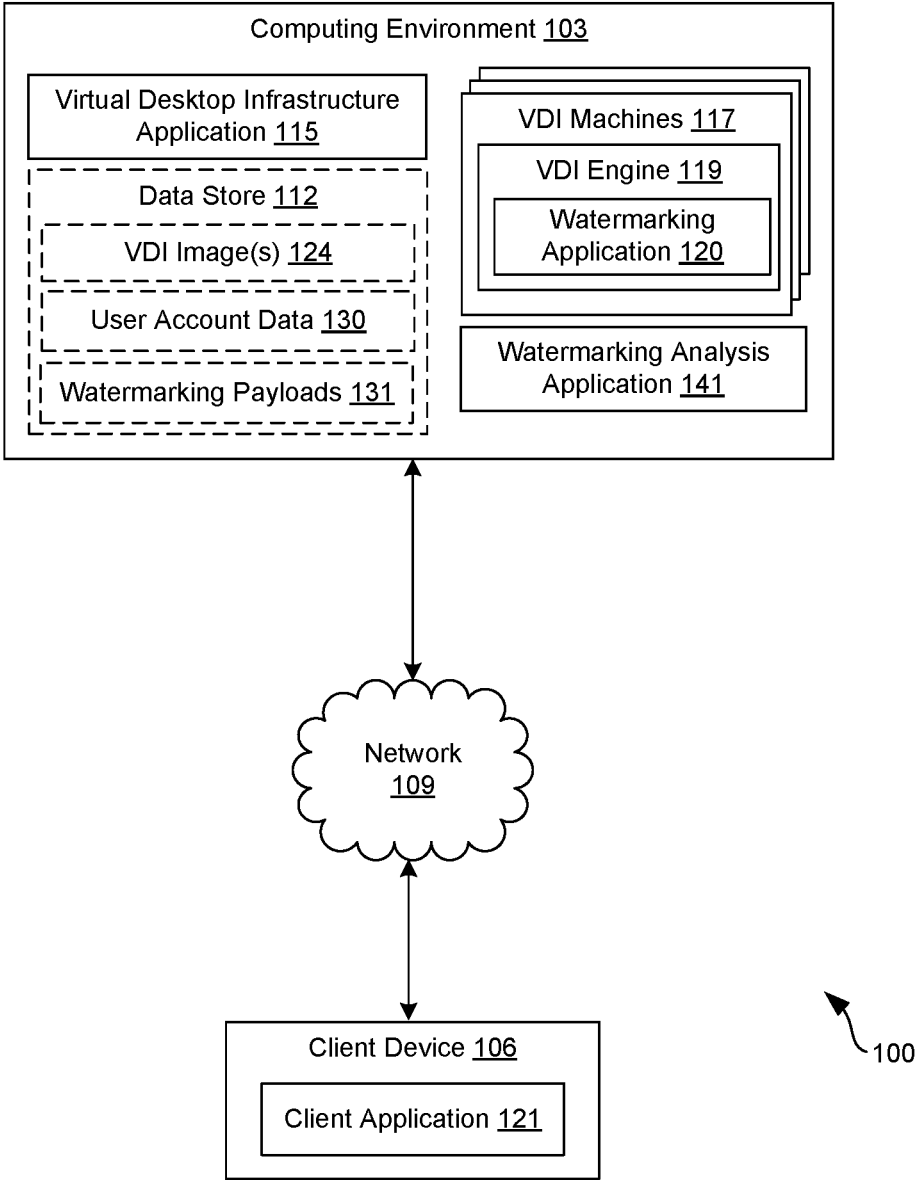 Computing Environment 103
Virtual Desktop Infrastructure
Application 115
Data Store 112
VDI Image(s) 124
User Account Data 130
Watermarking Payloads 131
VDI Machines 117
VDI Engine 119
Watermarking
Application 120
Watermarking Analysis
Application 141
Network
109
Client Device 106
Client Application 121
100